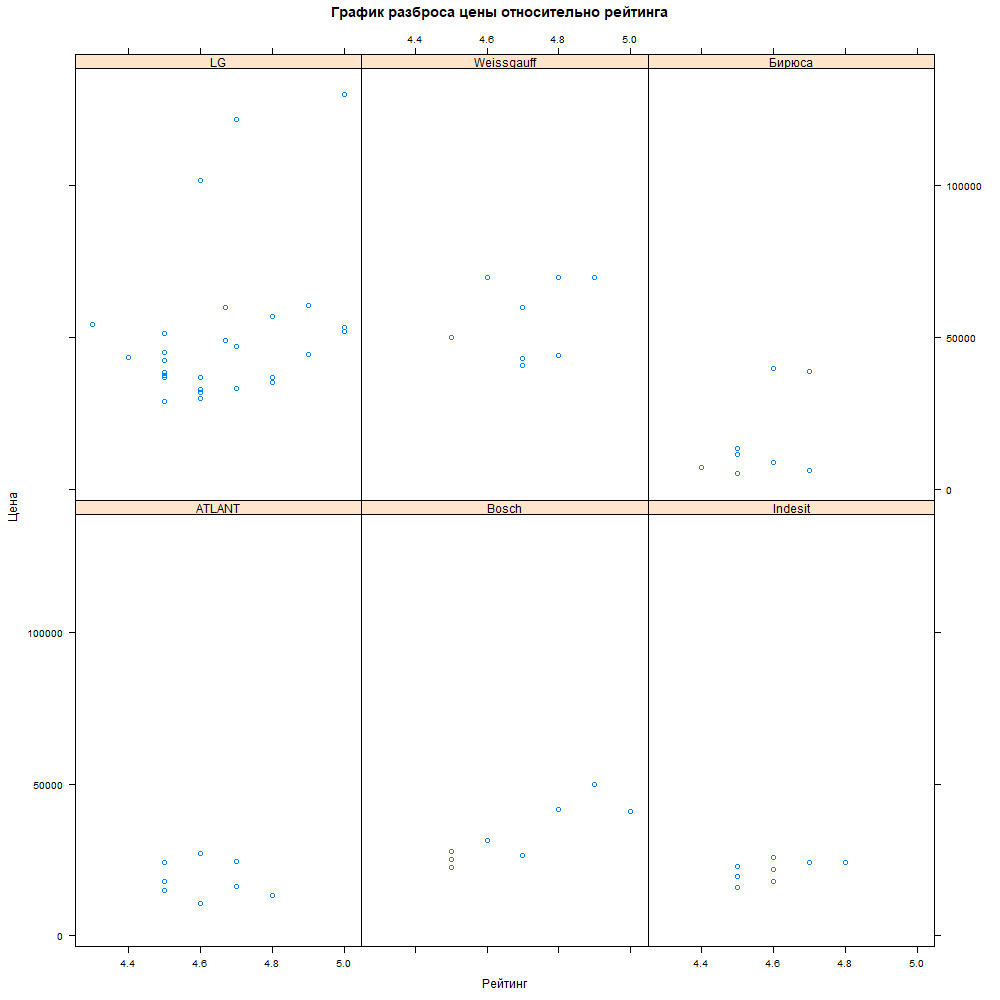 График разброса цены относительно рейтинга
4.4 4.6 4.8 5.0
LG Weissgauff Бирюса
100000
50000
0
Цена
ATLANT Bosch Indesit
100000
50000
0
4.4 4.6 4.8 5.0 4.4 4.6 4.8 5.0
Рейтинг